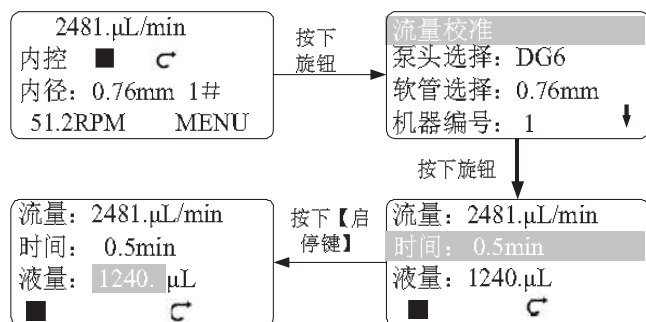 2481.μL/min
内控
内径：0.76mm 1#
51.2RPM MENU
按下
旋钮
流量校准
泵头选择：DG6
软管选择：0.76mm
机器编号： 1
按下旋钮
流量：2481.μL/min
时间： 0.5min
液量：1240.μL
按下【启
停键】
流量：2481.μL/min
时间： 0.5min
液量：1240. μL